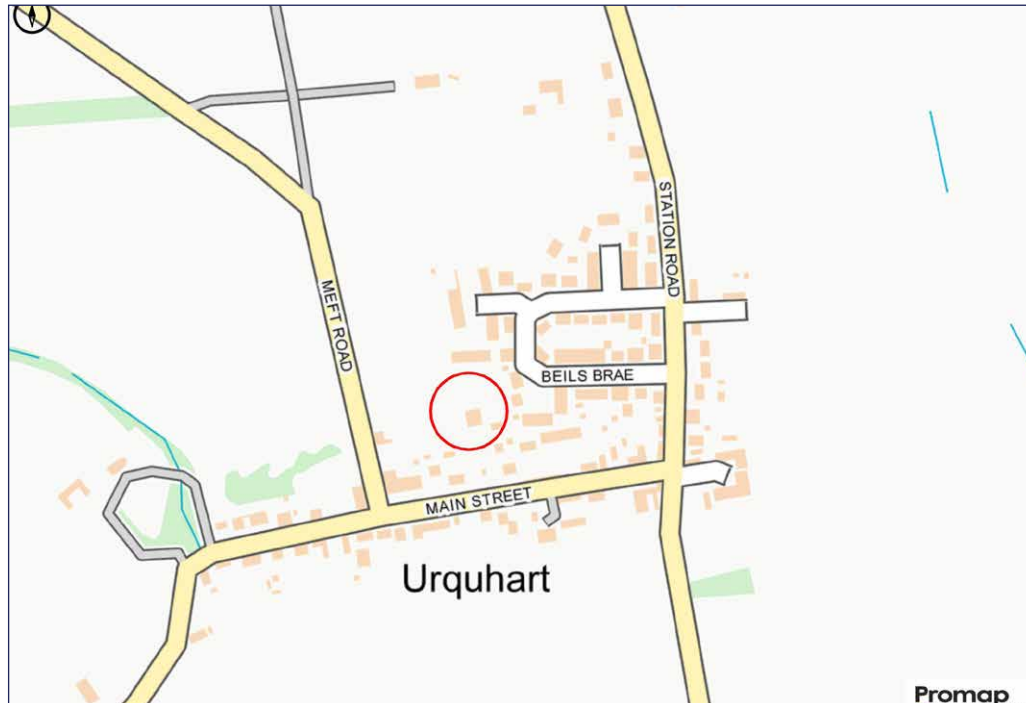 STATION ROAD
MEFT ROAD
BEILS BRAE
MAIN STREET
Urquhart
Promap